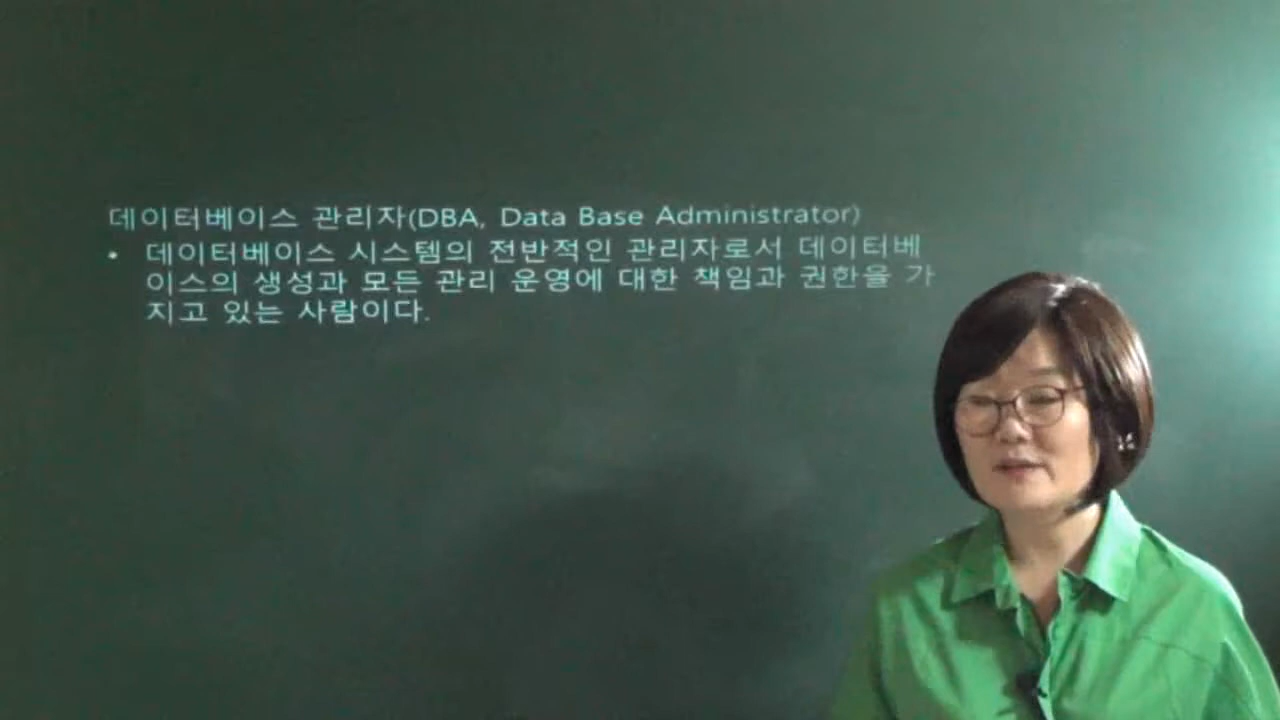 데이터베이스 관리자(DBA, Data Base Administrator)
• 데이터베이스 시스템의 전반적인 관리자로서 데이터베
이스의 생성과 모든 관리 운영에 대한 책임과 권한을 가
지고 있는 사람이다.